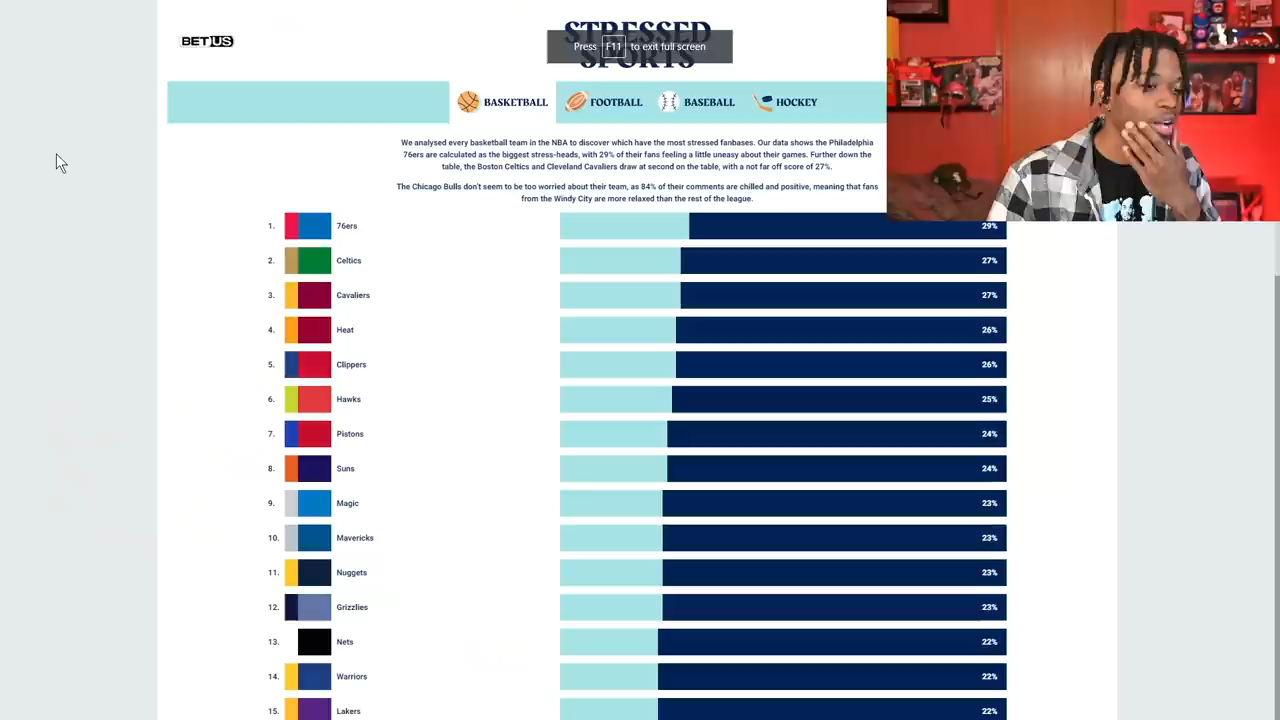 BETUS
STRESSED
SPORTS
Press F11 to exit full screen
BASKETBALL FOOTBALL BASEBALL HOCKEY
We analysed every basketball team in the NBA to discover which have the most stressed fanbases. Our data shows the Philadelphia
76ers are calculated as the biggest stress-heads, with 29% of their fans feeling a little uneasy about their games. Further down the
table, the Boston Celtics and Cleveland Cavaliers draw at second on the table, with a not far off score of 27%.
The Chicago Bulls don't seem to be too worried about their team, as 84% of their comments are chilled and positive, meaning that fans
from the Windy City are more relaxed than the rest of the league.
1. 76ers 29%
2. Celtics 27%
3. Cavaliers 27%
4. Heat 26%
5. Clippers 26%
6. Hawks 25%
7. Pistons 24%
8. Suns 24%
9. Magic 23%
10. Mavericks 23%
11. Nuggets 23%
12. Grizzlies 23%
13. Nets 22%
14. Warriors 22%
15. Lakers 22%